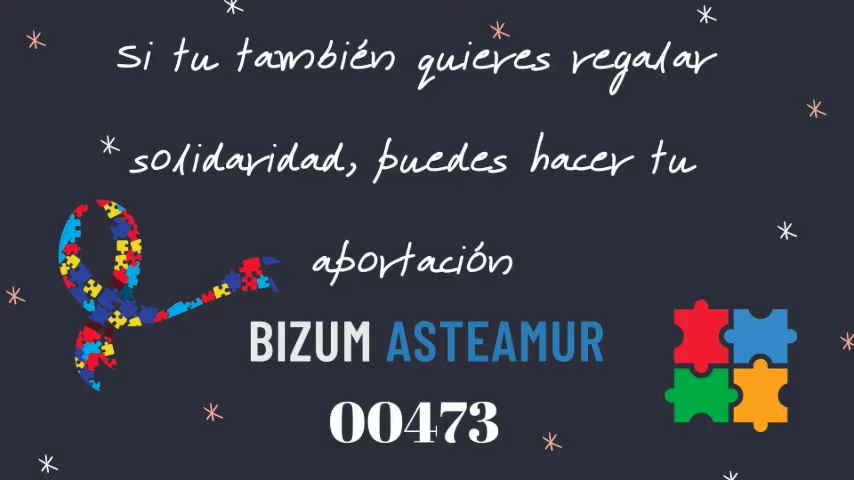 Si tu también quieres regalar
solidaridad, puedes hacer tu
aportación
BIZUM ASTEAMUR
00473